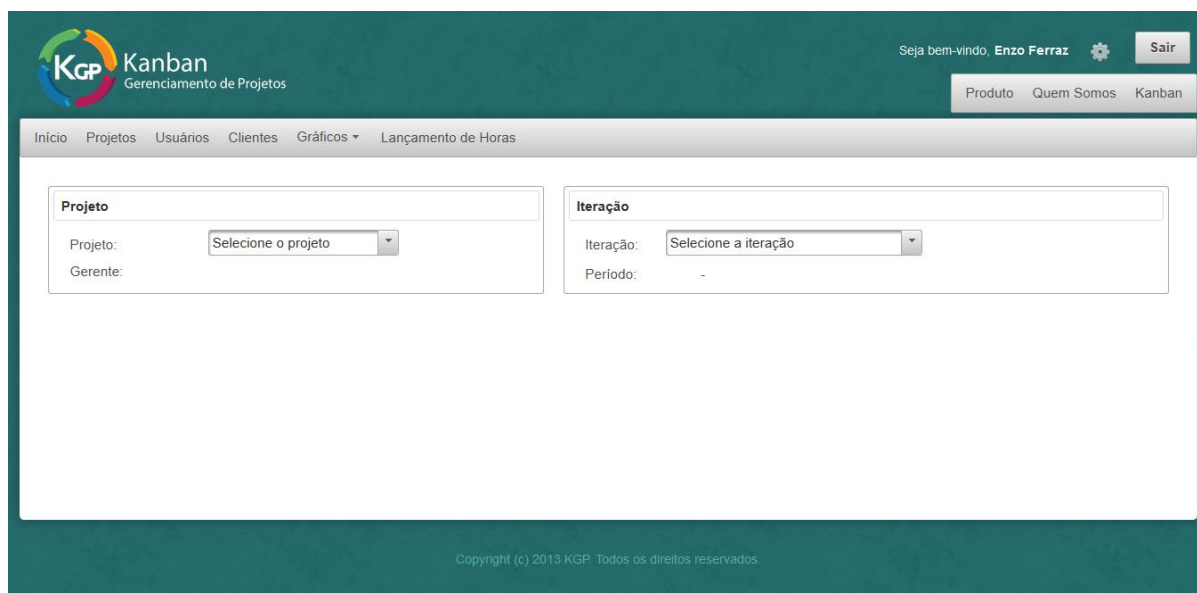 KGP Kanban
Gerenciamento de Projetos
Seja bem-vindo, Enzo Ferraz
Sair
Produto Quem Somos Kanban
Início Projetos Usuários Clientes Gráficos Lançamento de Horas
Projeto
Projeto: Selecione o projeto
Gerente:
Iteração
Iteração: Selecione a iteração
Período: -
Copyright (c) 2013 KGP. Todos os direitos reservados.